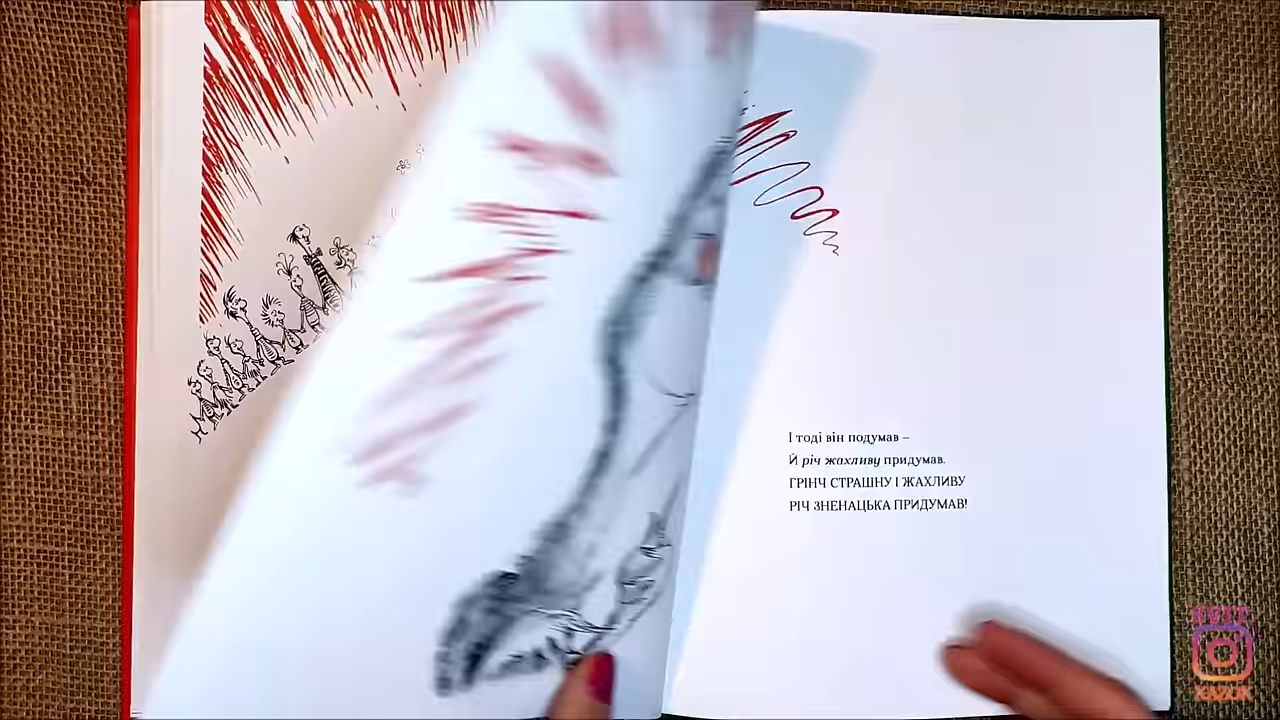 І тоді він подумав –
Й річ жахливу придумав.
ГРІНЧ СТРАШНУ І ЖАХЛИВУ
РІЧ ЗНЕНАЦЬКА ПРИДУМАВ!